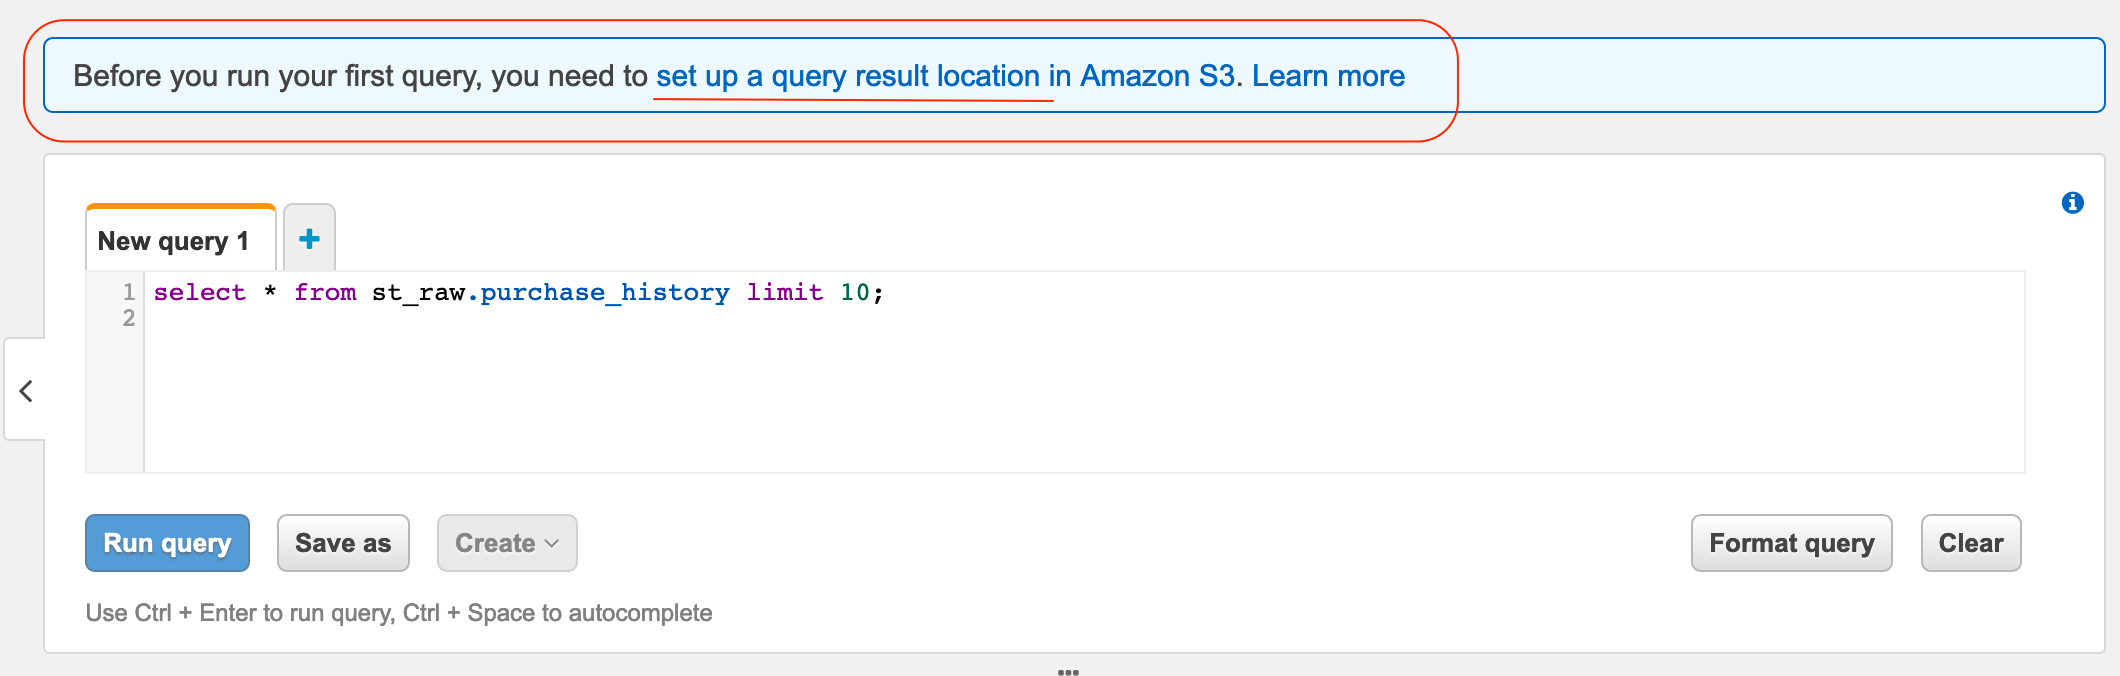 Before you run your first query, you need to set up a query result location in Amazon S3. Learn more
New query 1
1 select * from st_raw.purchase_history limit 10;
2
Run query Save as Create Format query Clear
Use Ctrl + Enter to run query, Ctrl + Space to autocomplete